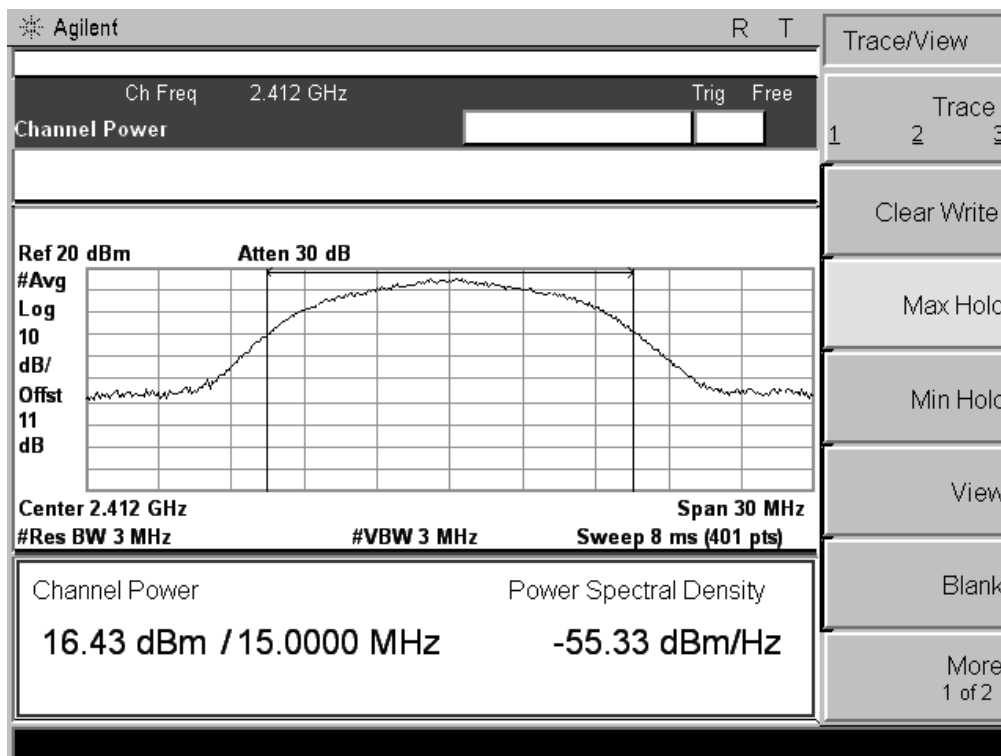 Agilent R T
Ch Freq 2.412 GHz Trig Free
Channel Power
Ref 20 dBm Atten 30 dB
#Avg
Log
10
dB/
Offst
11
dB
Center 2.412 GHz Span 30 MHz
#Res BW 3 MHz #VBW 3 MHz Sweep 8 ms (401 pts)
Channel Power Power Spectral Density
16.43 dBm / 15.0000 MHz -55.33 dBm/Hz
Trace/View
Trace
1 2 3
Clear Write
Max Hold
Min Hold
View
Blank
More
1 of 2